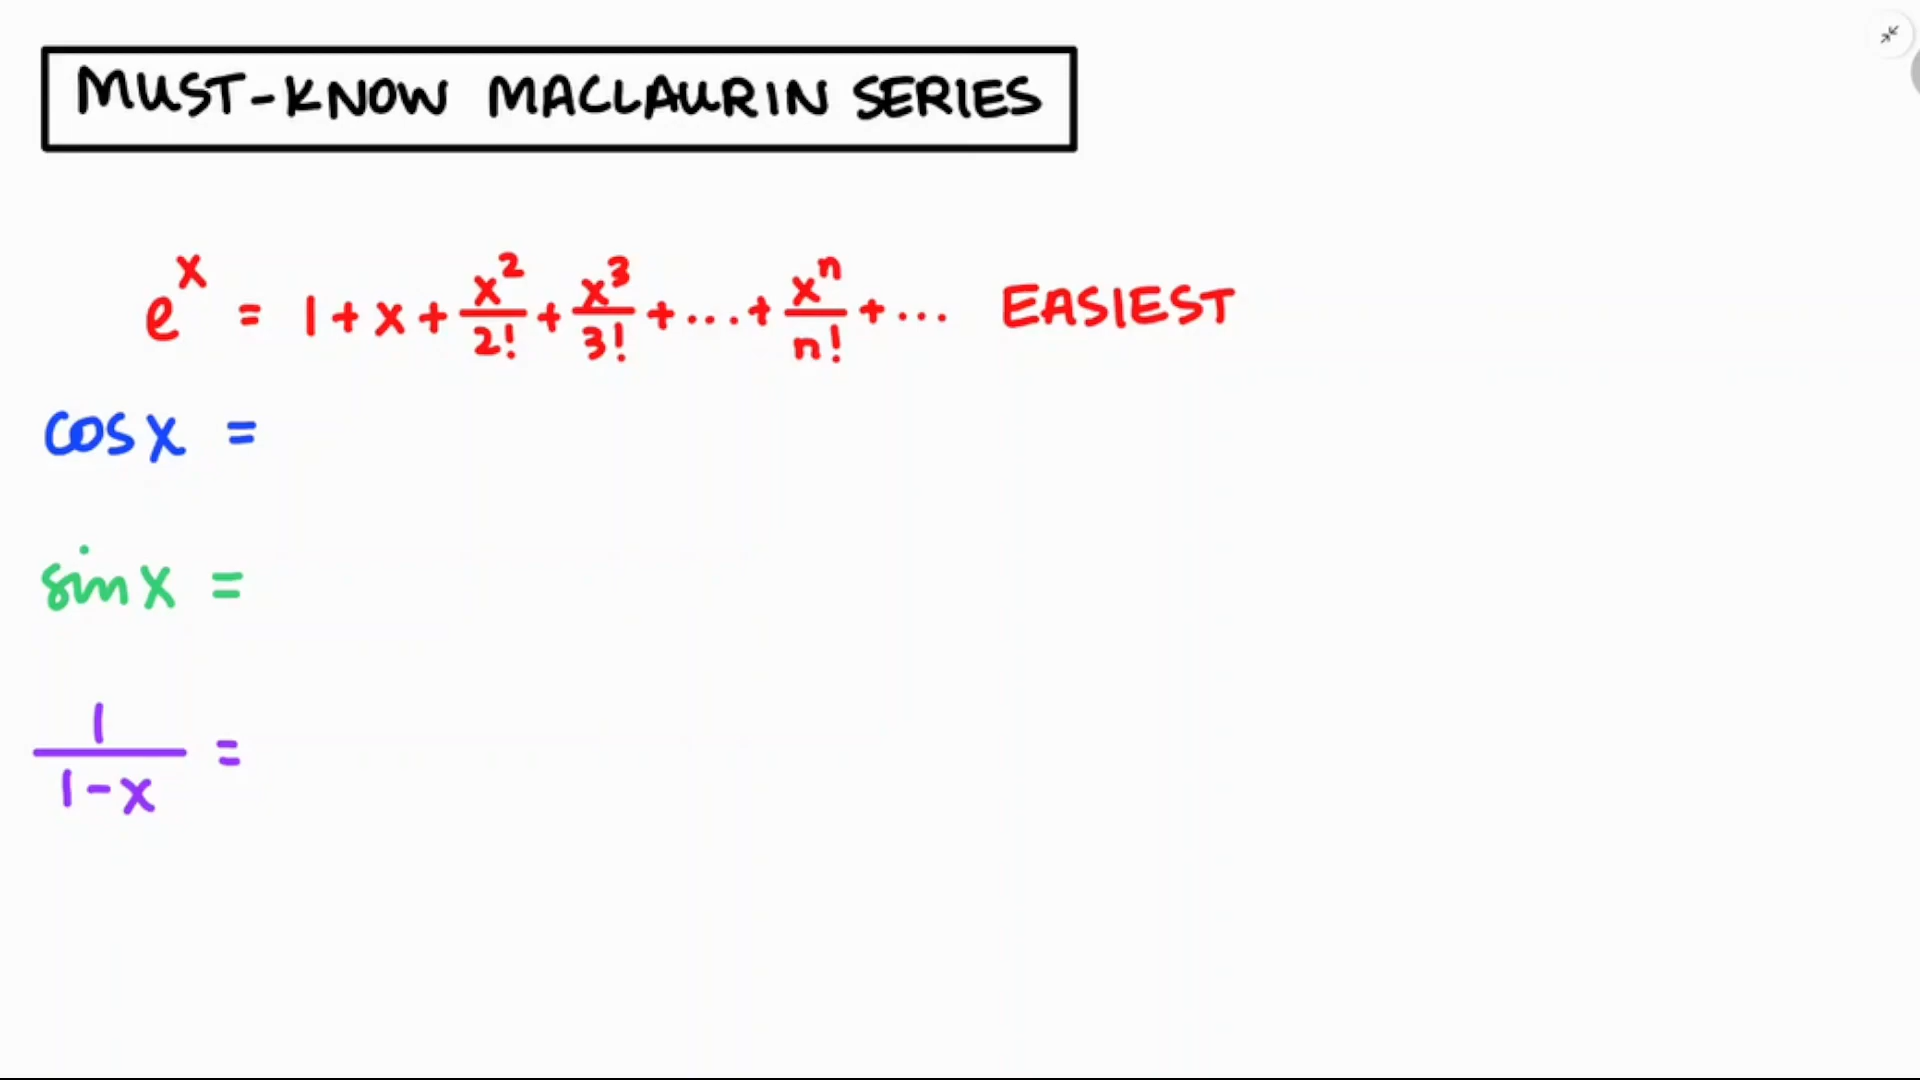 MUST-KNOW MACLAURIN SERIES
e^x = 1 + x + x^2/2! + x^3/3! + ... + x^n/n! + ... EASIEST
cos x =
sin x =
1/(1-x) =